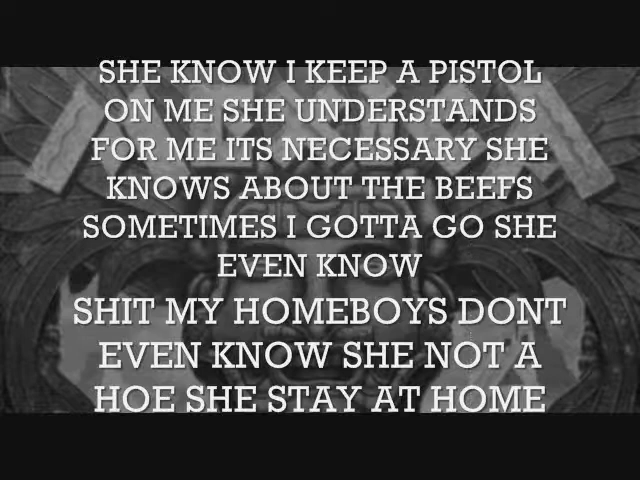 SHE KNOW I KEEP A PISTOL
ON ME SHE UNDERSTANDS
FOR ME ITS NECESSARY SHE
KNOWS ABOUT THE BEEFS
SOMETIMES I GOTTA GO SHE
EVEN KNOW
SHIT MY HOMEBOYS DONT
EVEN KNOW SHE NOT A
HOE SHE STAY AT HOME